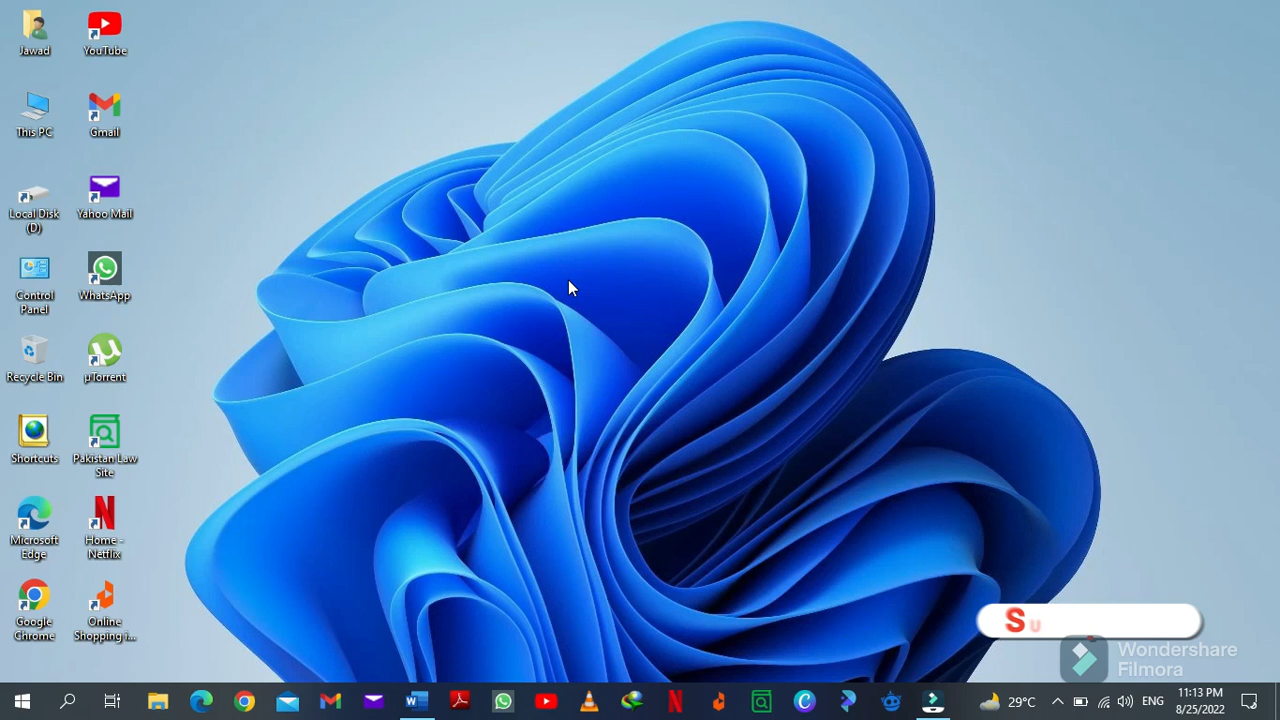 Jawad
YouTube
This PC
Gmail
Local Disk
(D)
Yahoo Mail
Control
Panel
WhatsApp
Recycle Bin
µTorrent
Shortcuts
Pakistan Law
Site
Microsoft
Edge
Home -
Netflix
Google
Chrome
Online
Shopping i...
Su
Wondershare
Filmora
29°C
ENG
11:13 PM
8/25/2022